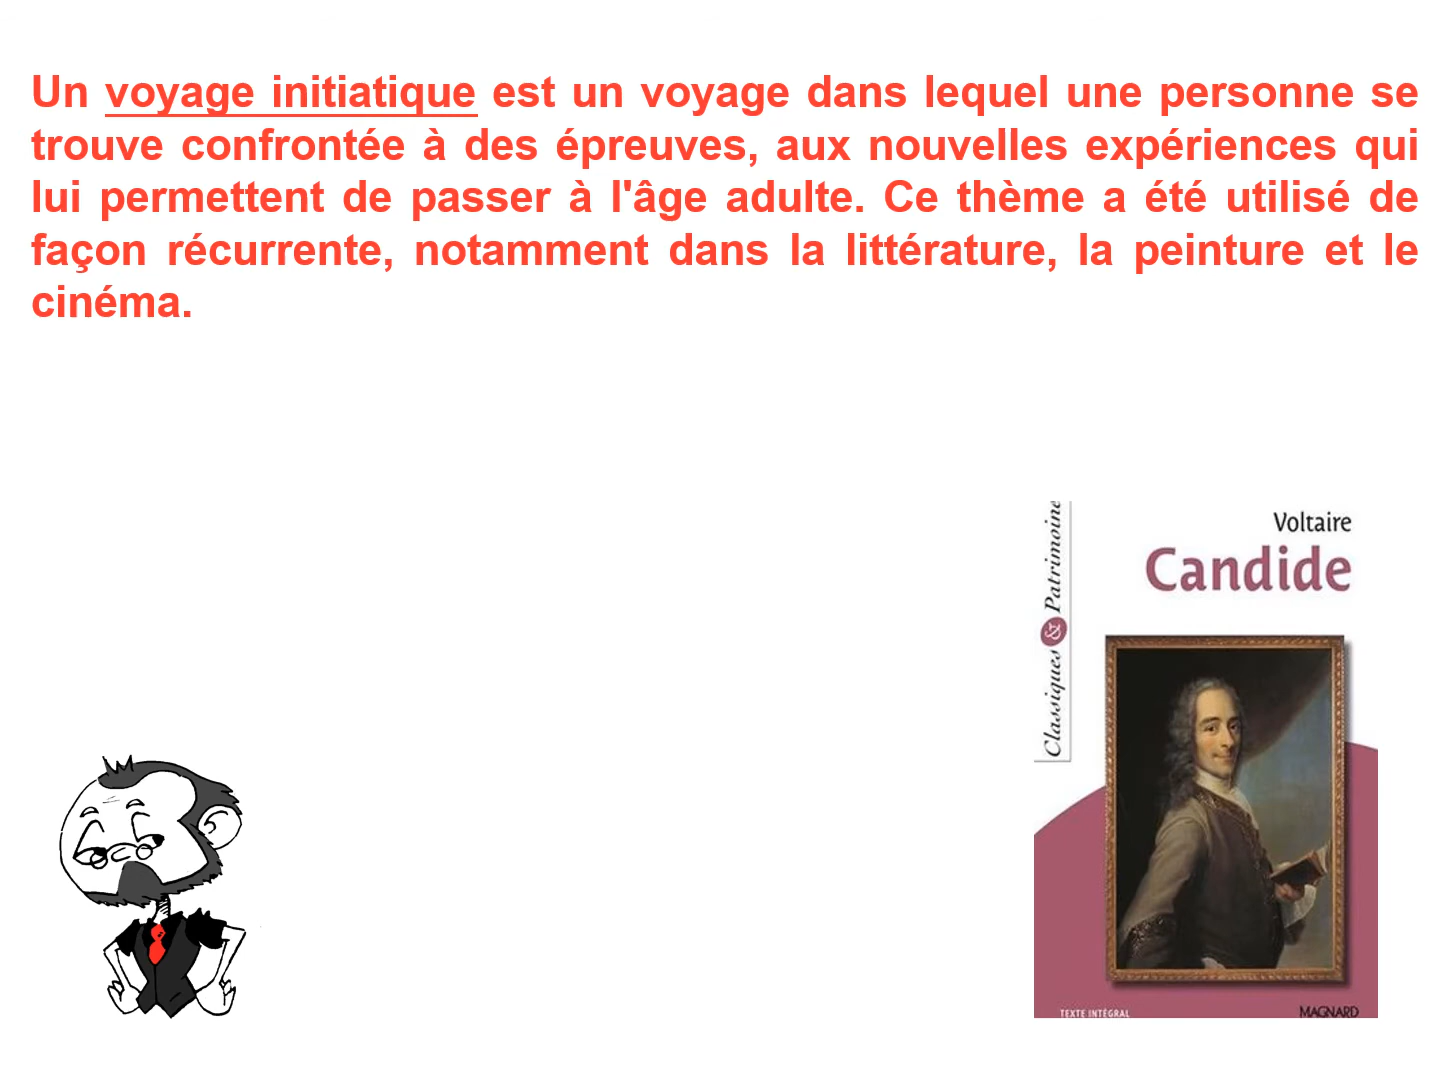 Un voyage initiatique est un voyage dans lequel une personne se
trouve confrontée à des épreuves, aux nouvelles expériences qui
lui permettent de passer à l'âge adulte. Ce thème a été utilisé de
façon récurrente, notamment dans la littérature, la peinture et le
cinéma.
Classiques & Patrimoine
Voltaire
Candide
TEXTE INTÉGRAL
MAGNARD